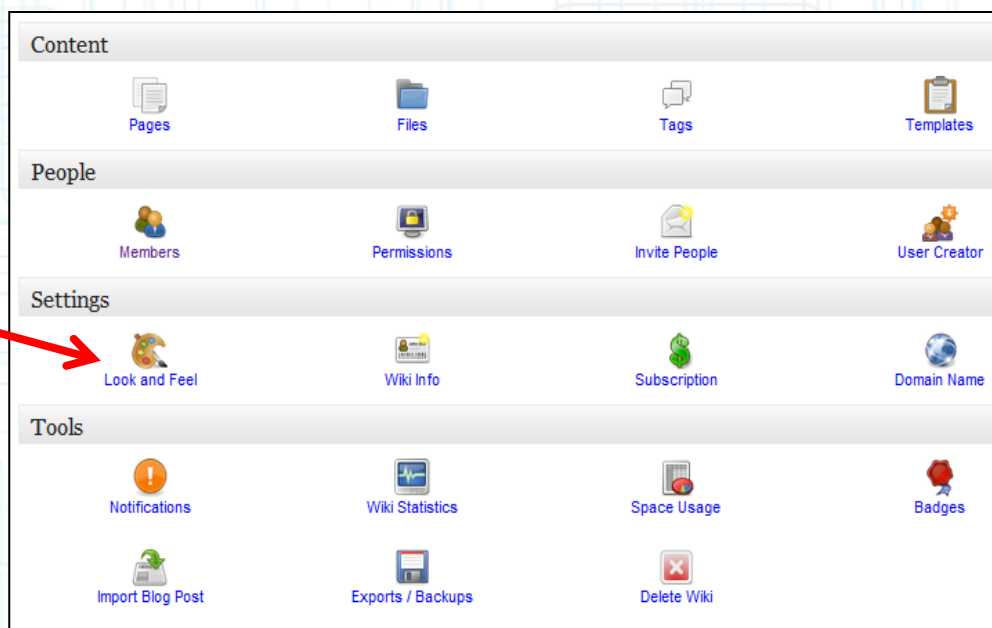 Content
Pages Files Tags Templates
People
Members Permissions Invite People User Creator
Settings
Look and Feel Wiki Info Subscription Domain Name
Tools
Notifications Wiki Statistics Space Usage Badges
Import Blog Post Exports / Backups Delete Wiki